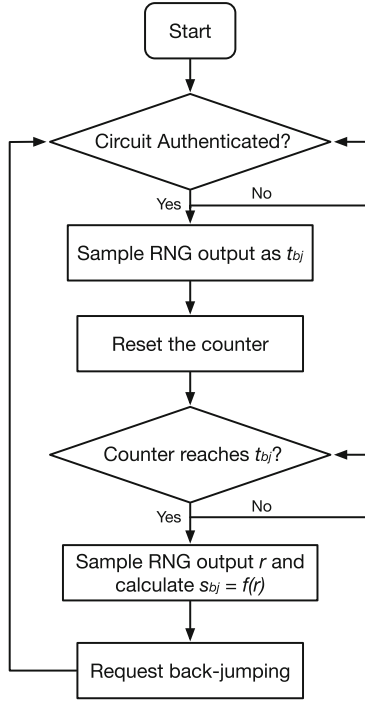 Start
Circuit Authenticated?
No
Yes
Sample RNG output as tbj
Reset the counter
Counter reaches tbj?
No
Yes
Sample RNG output r and
calculate sbj = f(r)
Request back-jumping